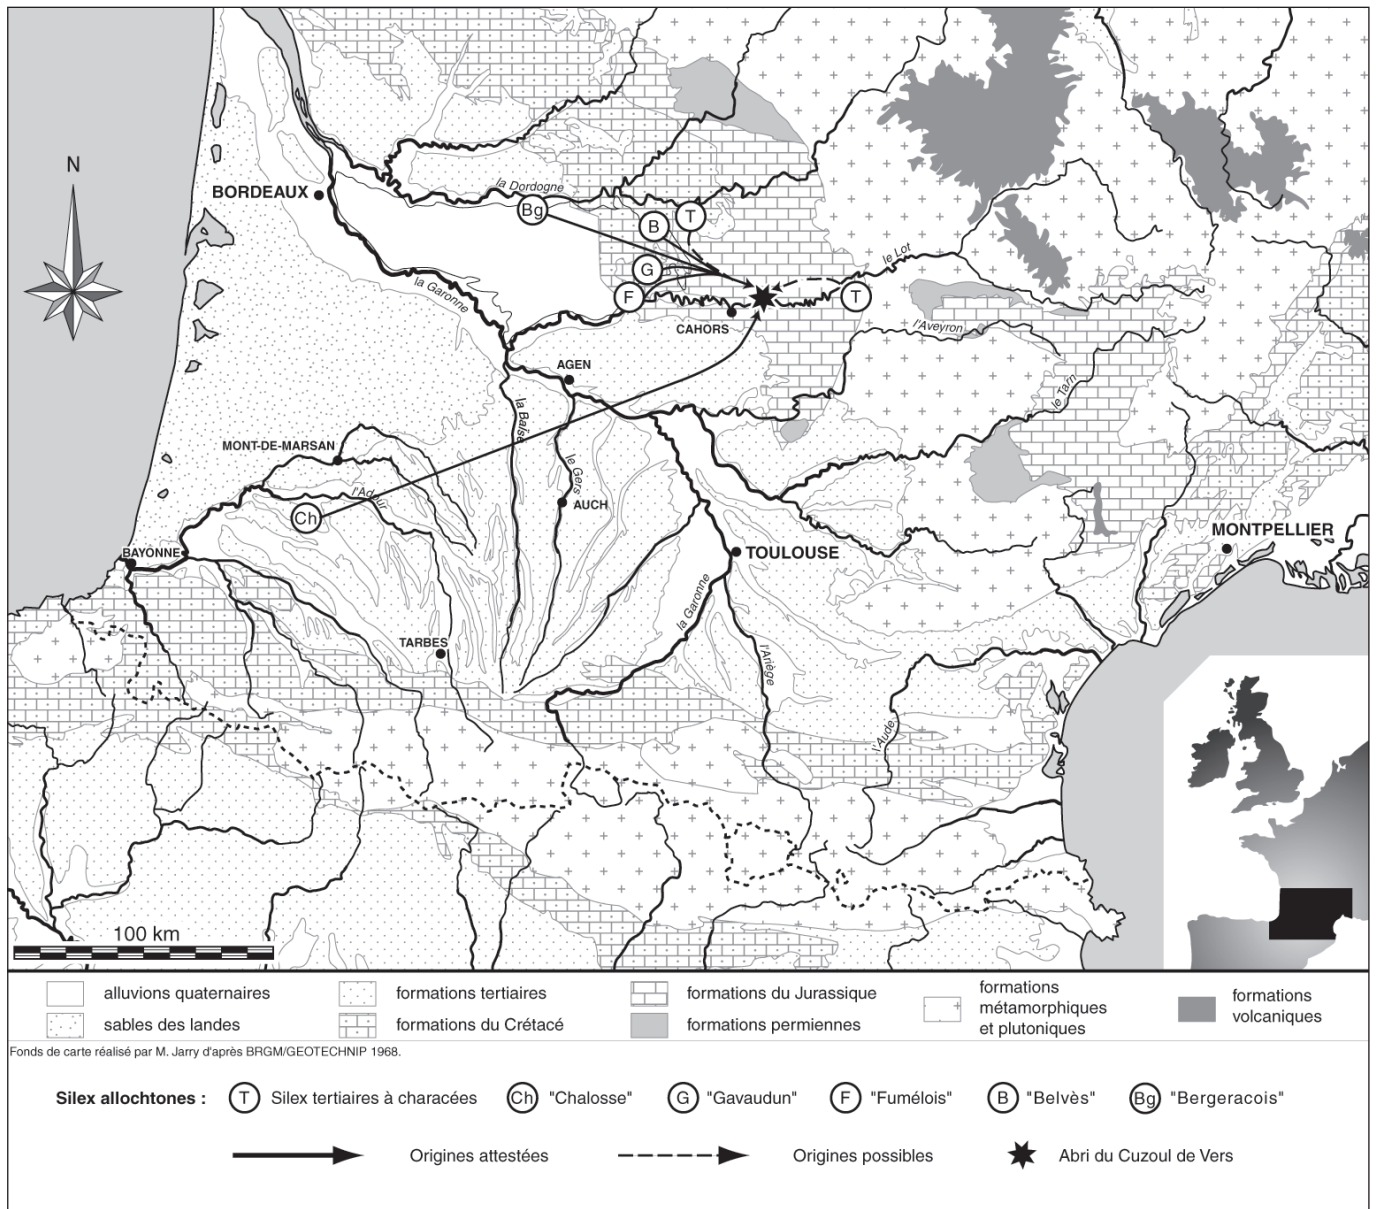 N
BORDEAUX
la Dordogne
Bg
B
T
G
F
T
le Lot
la Garonne
CAHORS
l'Aveyron
AGEN
le Tarn
la Baïse
MONT-DE-MARSAN
le Gers
l'Adour
Ch
AUCH
BAYONNE
TOULOUSE
MONTPELLIER
la Garonne
TARBES
l'Ariège
l'Aude
100 km
alluvions quaternaires
formations tertiaires
formations du Jurassique
formations
métamorphiques
et plutoniques
formations
volcaniques
sables des landes
formations du Crétacé
formations permiennes
Fonds de carte réalisé par M. Jarry d'après BRGM/GEOTECHNIP 1968.
Silex allochtones : T Silex tertiaires à characées Ch "Chalosse" G "Gavaudun" F "Fumélois" B "Belvès" Bg "Bergeracois"
Origines attestées Origines possibles Abri du Cuzoul de Vers